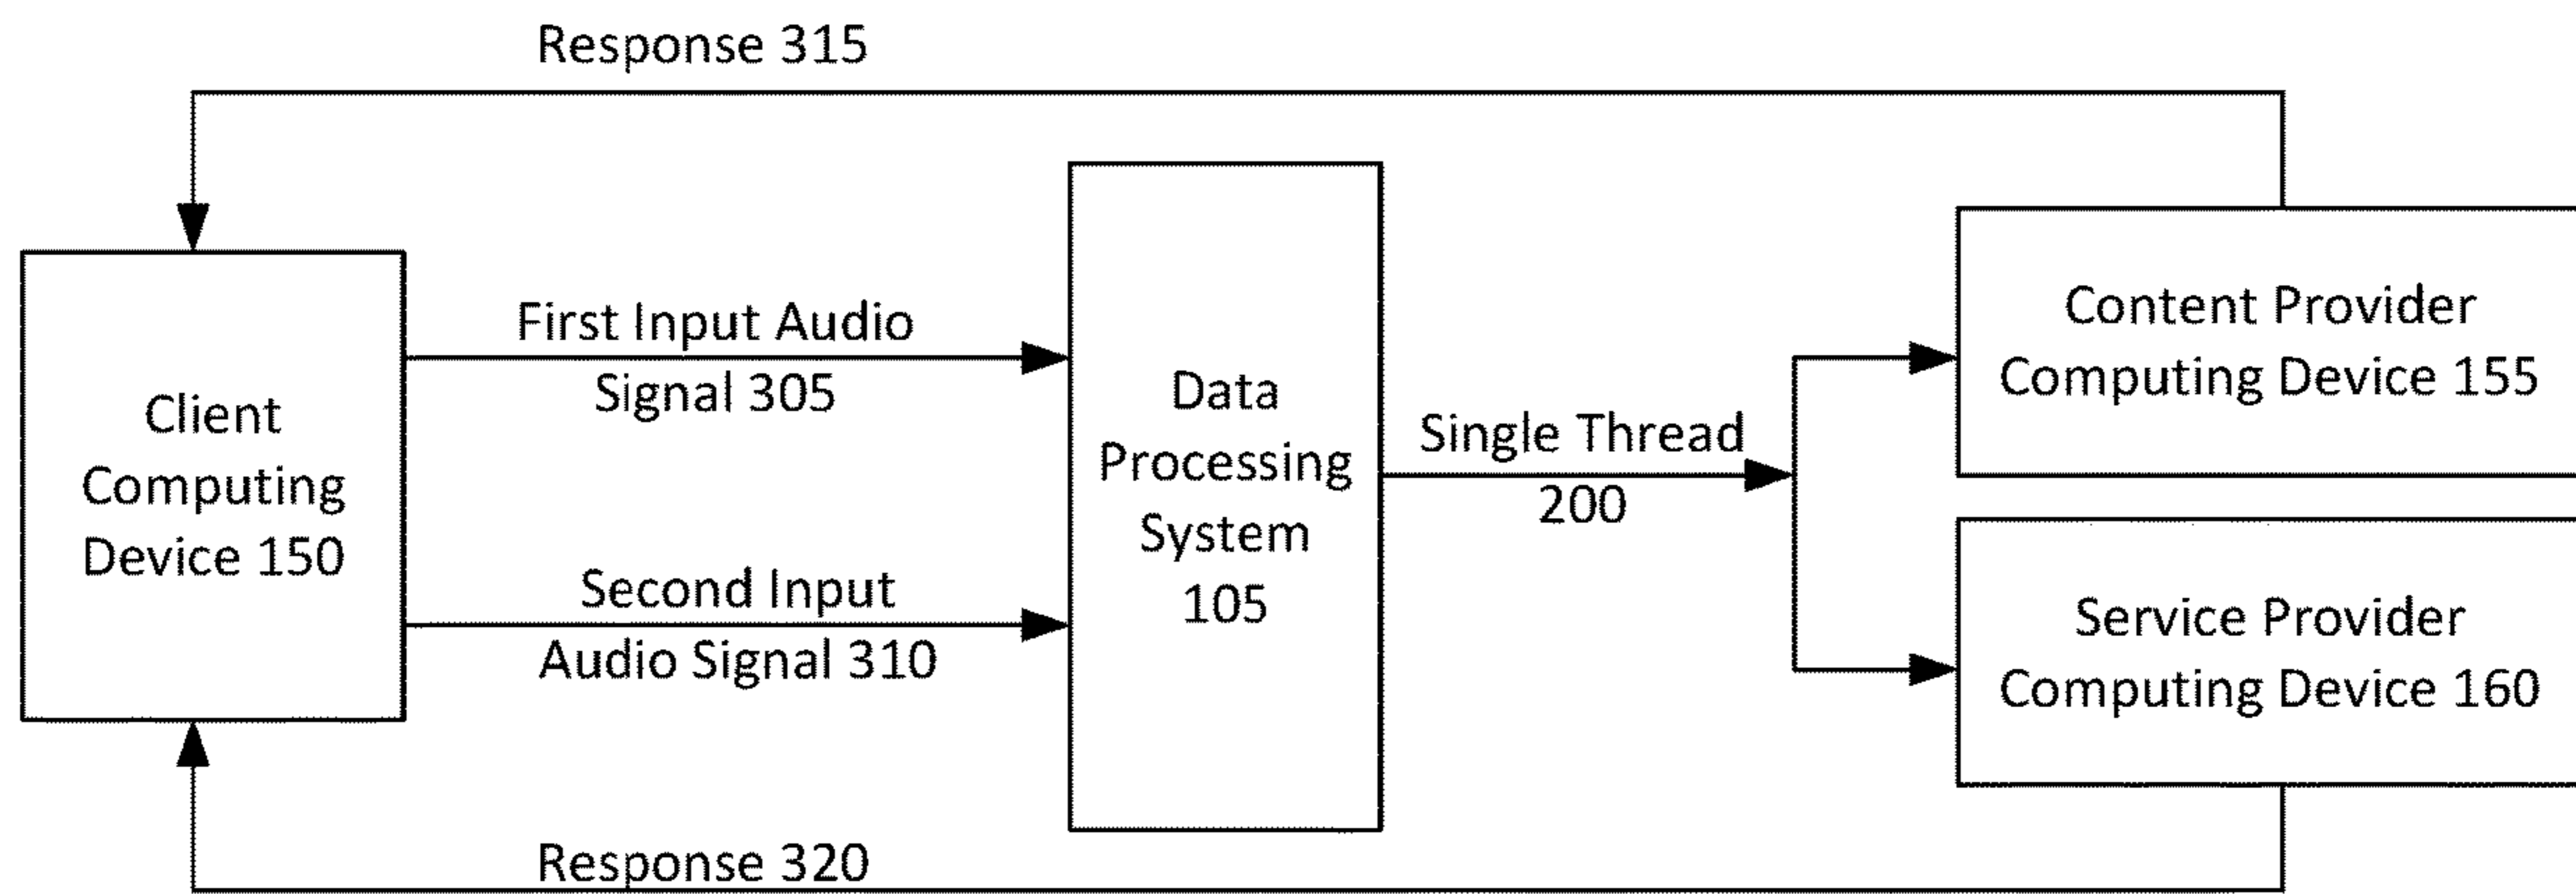 Response 315
First Input Audio
Signal 305
Client
Computing
Device 150
Second Input
Audio Signal 310
Data
Processing
System
105
Single Thread
200
Content Provider
Computing Device 155
Service Provider
Computing Device 160
Response 320